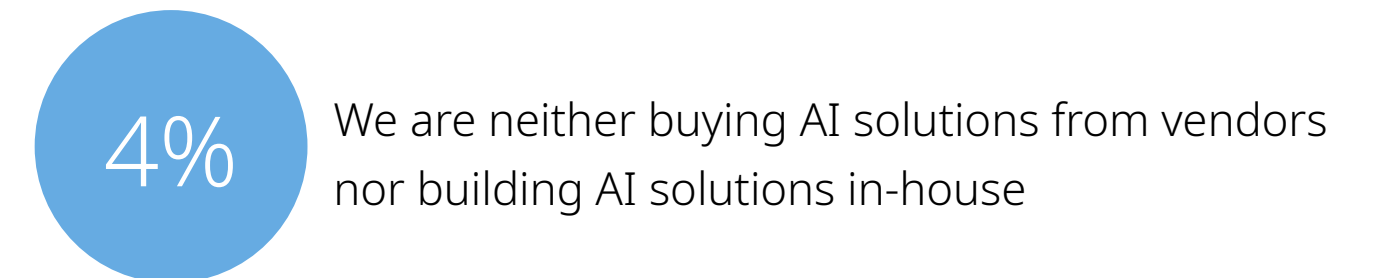 4%
We are neither buying AI solutions from vendors
nor building AI solutions in-house